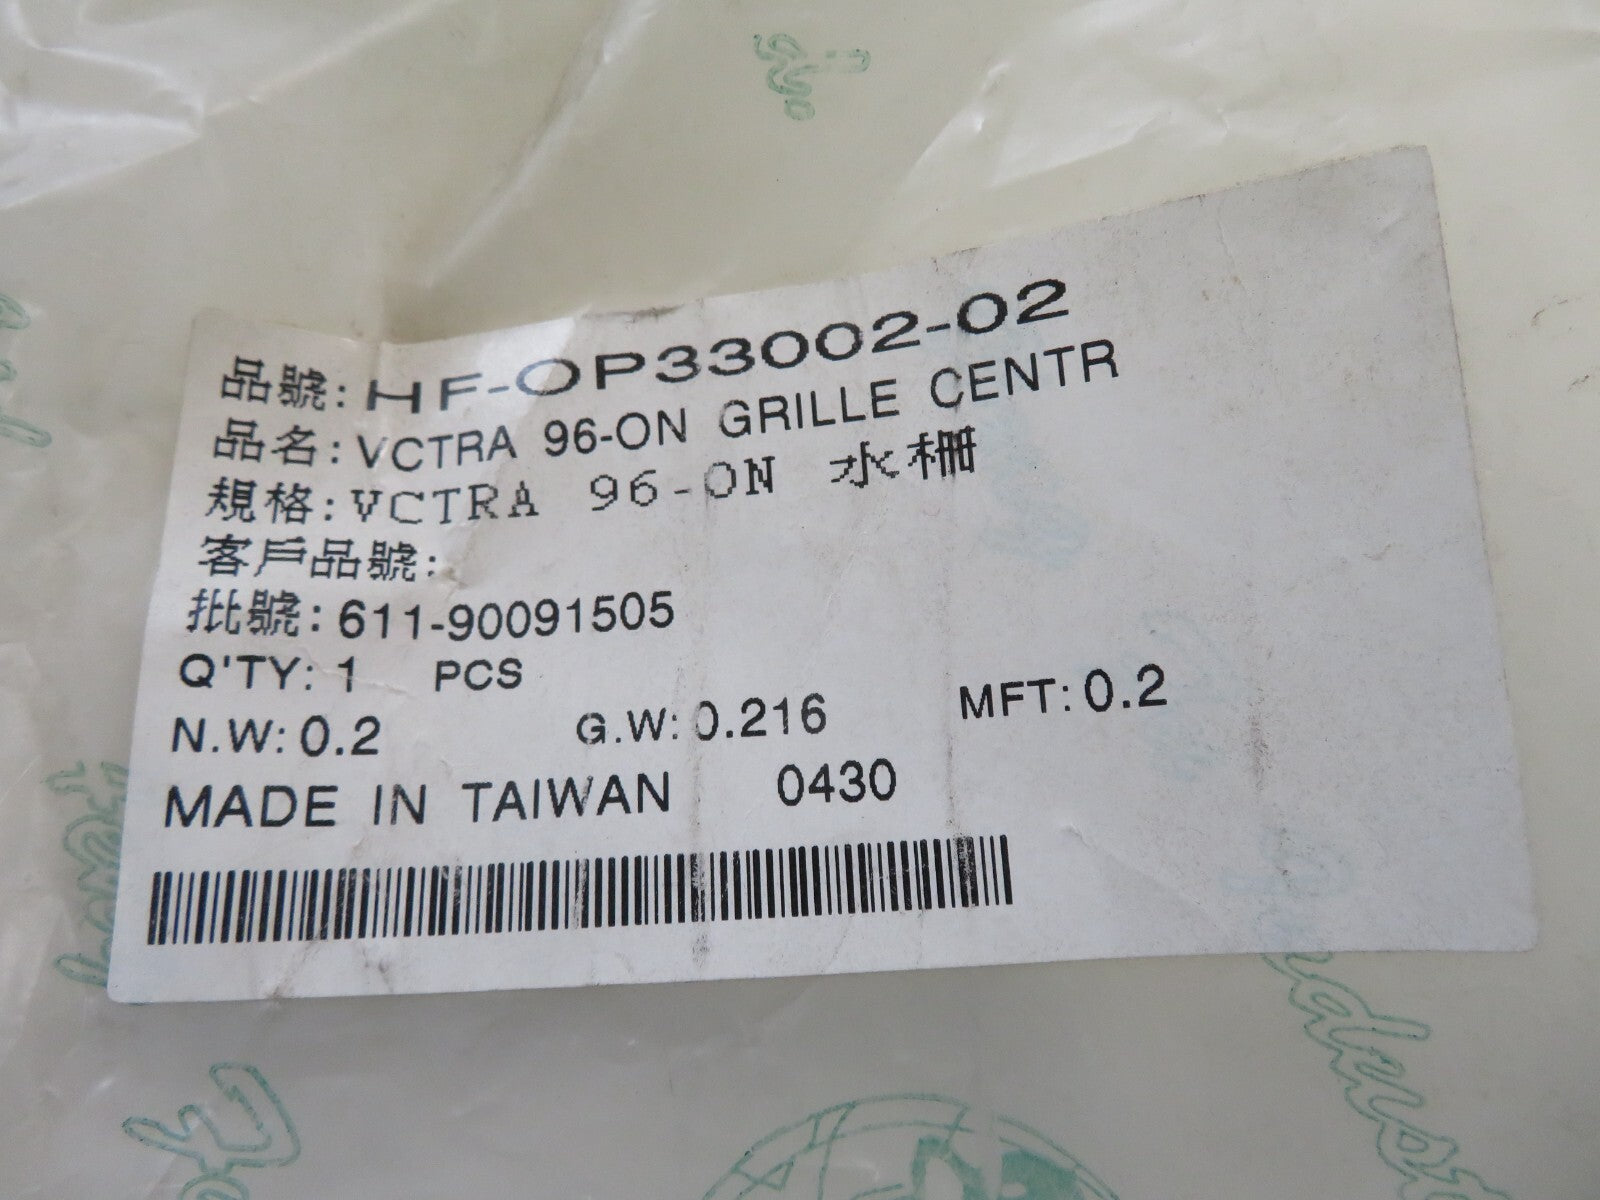 品號: HF-OP33002-02
品名: VCTRA 96-ON GRILLE CENTR
規格: VCTRA 96-ON 水柵
客戶品號:
批號: 611-90091505
Q'TY: 1 PCS
N.W: 0.2 G.W: 0.216 MFT: 0.2
MADE IN TAIWAN 0430